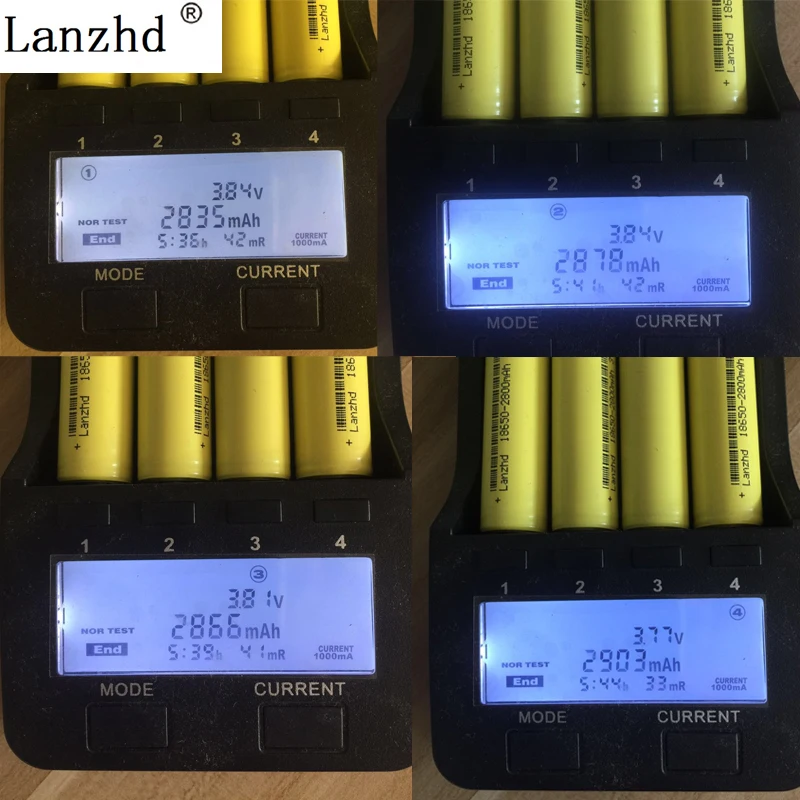 Lanzhd ®
1 2 3 4
①
3.84v
2835mAh
NOR TEST
End
5:36h 42mR
CURRENT
1000mA
MODE CURRENT
Lanzhd 1865
1 2 3 4
②
3.84v
2878mAh
NOR TEST
End
5:41h 42mR
CURRENT
1000mA
MODE CURRENT
+ Lanzhd 1865
1 2 3 4
③
3.81v
2866mAh
NOR TEST
End
5:39h 41mR
CURRENT
1000mA
MODE CURRENT
+ Lanzhd 18650-2800mAh
+ Lanzhd 18650-2800mAh
1 2 3 4
④
3.77v
2903mAh
NOR TEST
End
5:44h 33mR
CURRENT
1000mA
MODE CURRENT